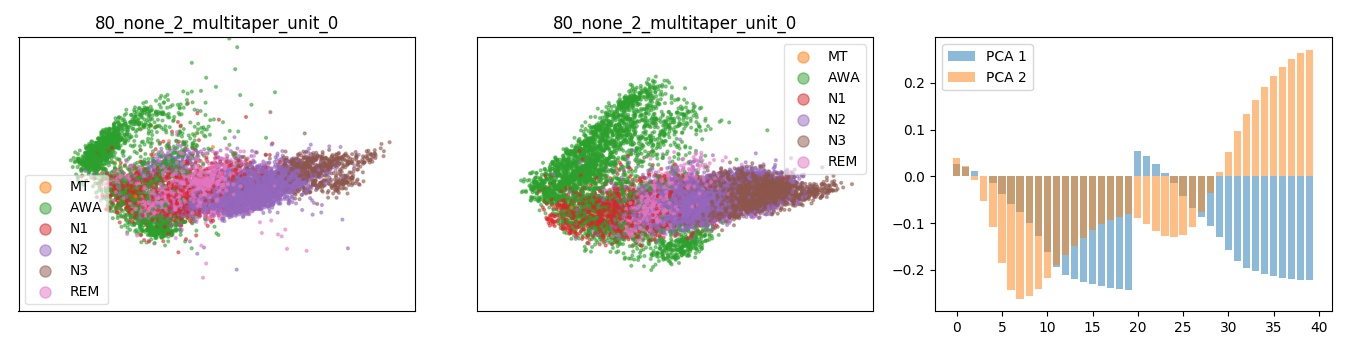 80_none_2_multitaper_unit_0
MT
AWA
N1
N2
N3
REM
80_none_2_multitaper_unit_0
MT
AWA
N1
N2
N3
REM
PCA 1
PCA 2
0.2
0.1
0.0
−0.1
−0.2
0 5 10 15 20 25 30 35 40